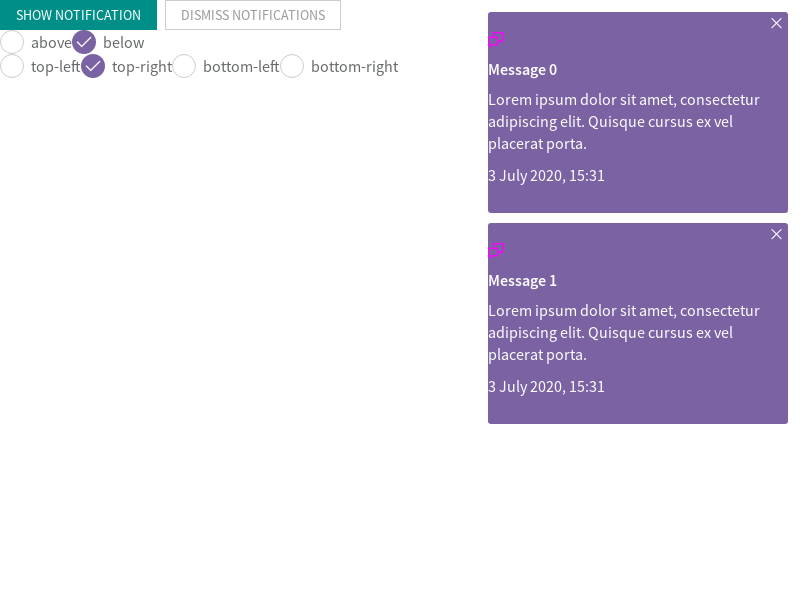 SHOW NOTIFICATION DISMISS NOTIFICATIONS
above below
top-left top-right bottom-left bottom-right
Message 0
Lorem ipsum dolor sit amet, consectetur
adipiscing elit. Quisque cursus ex vel
placerat porta.
3 July 2020, 15:31
Message 1
Lorem ipsum dolor sit amet, consectetur
adipiscing elit. Quisque cursus ex vel
placerat porta.
3 July 2020, 15:31